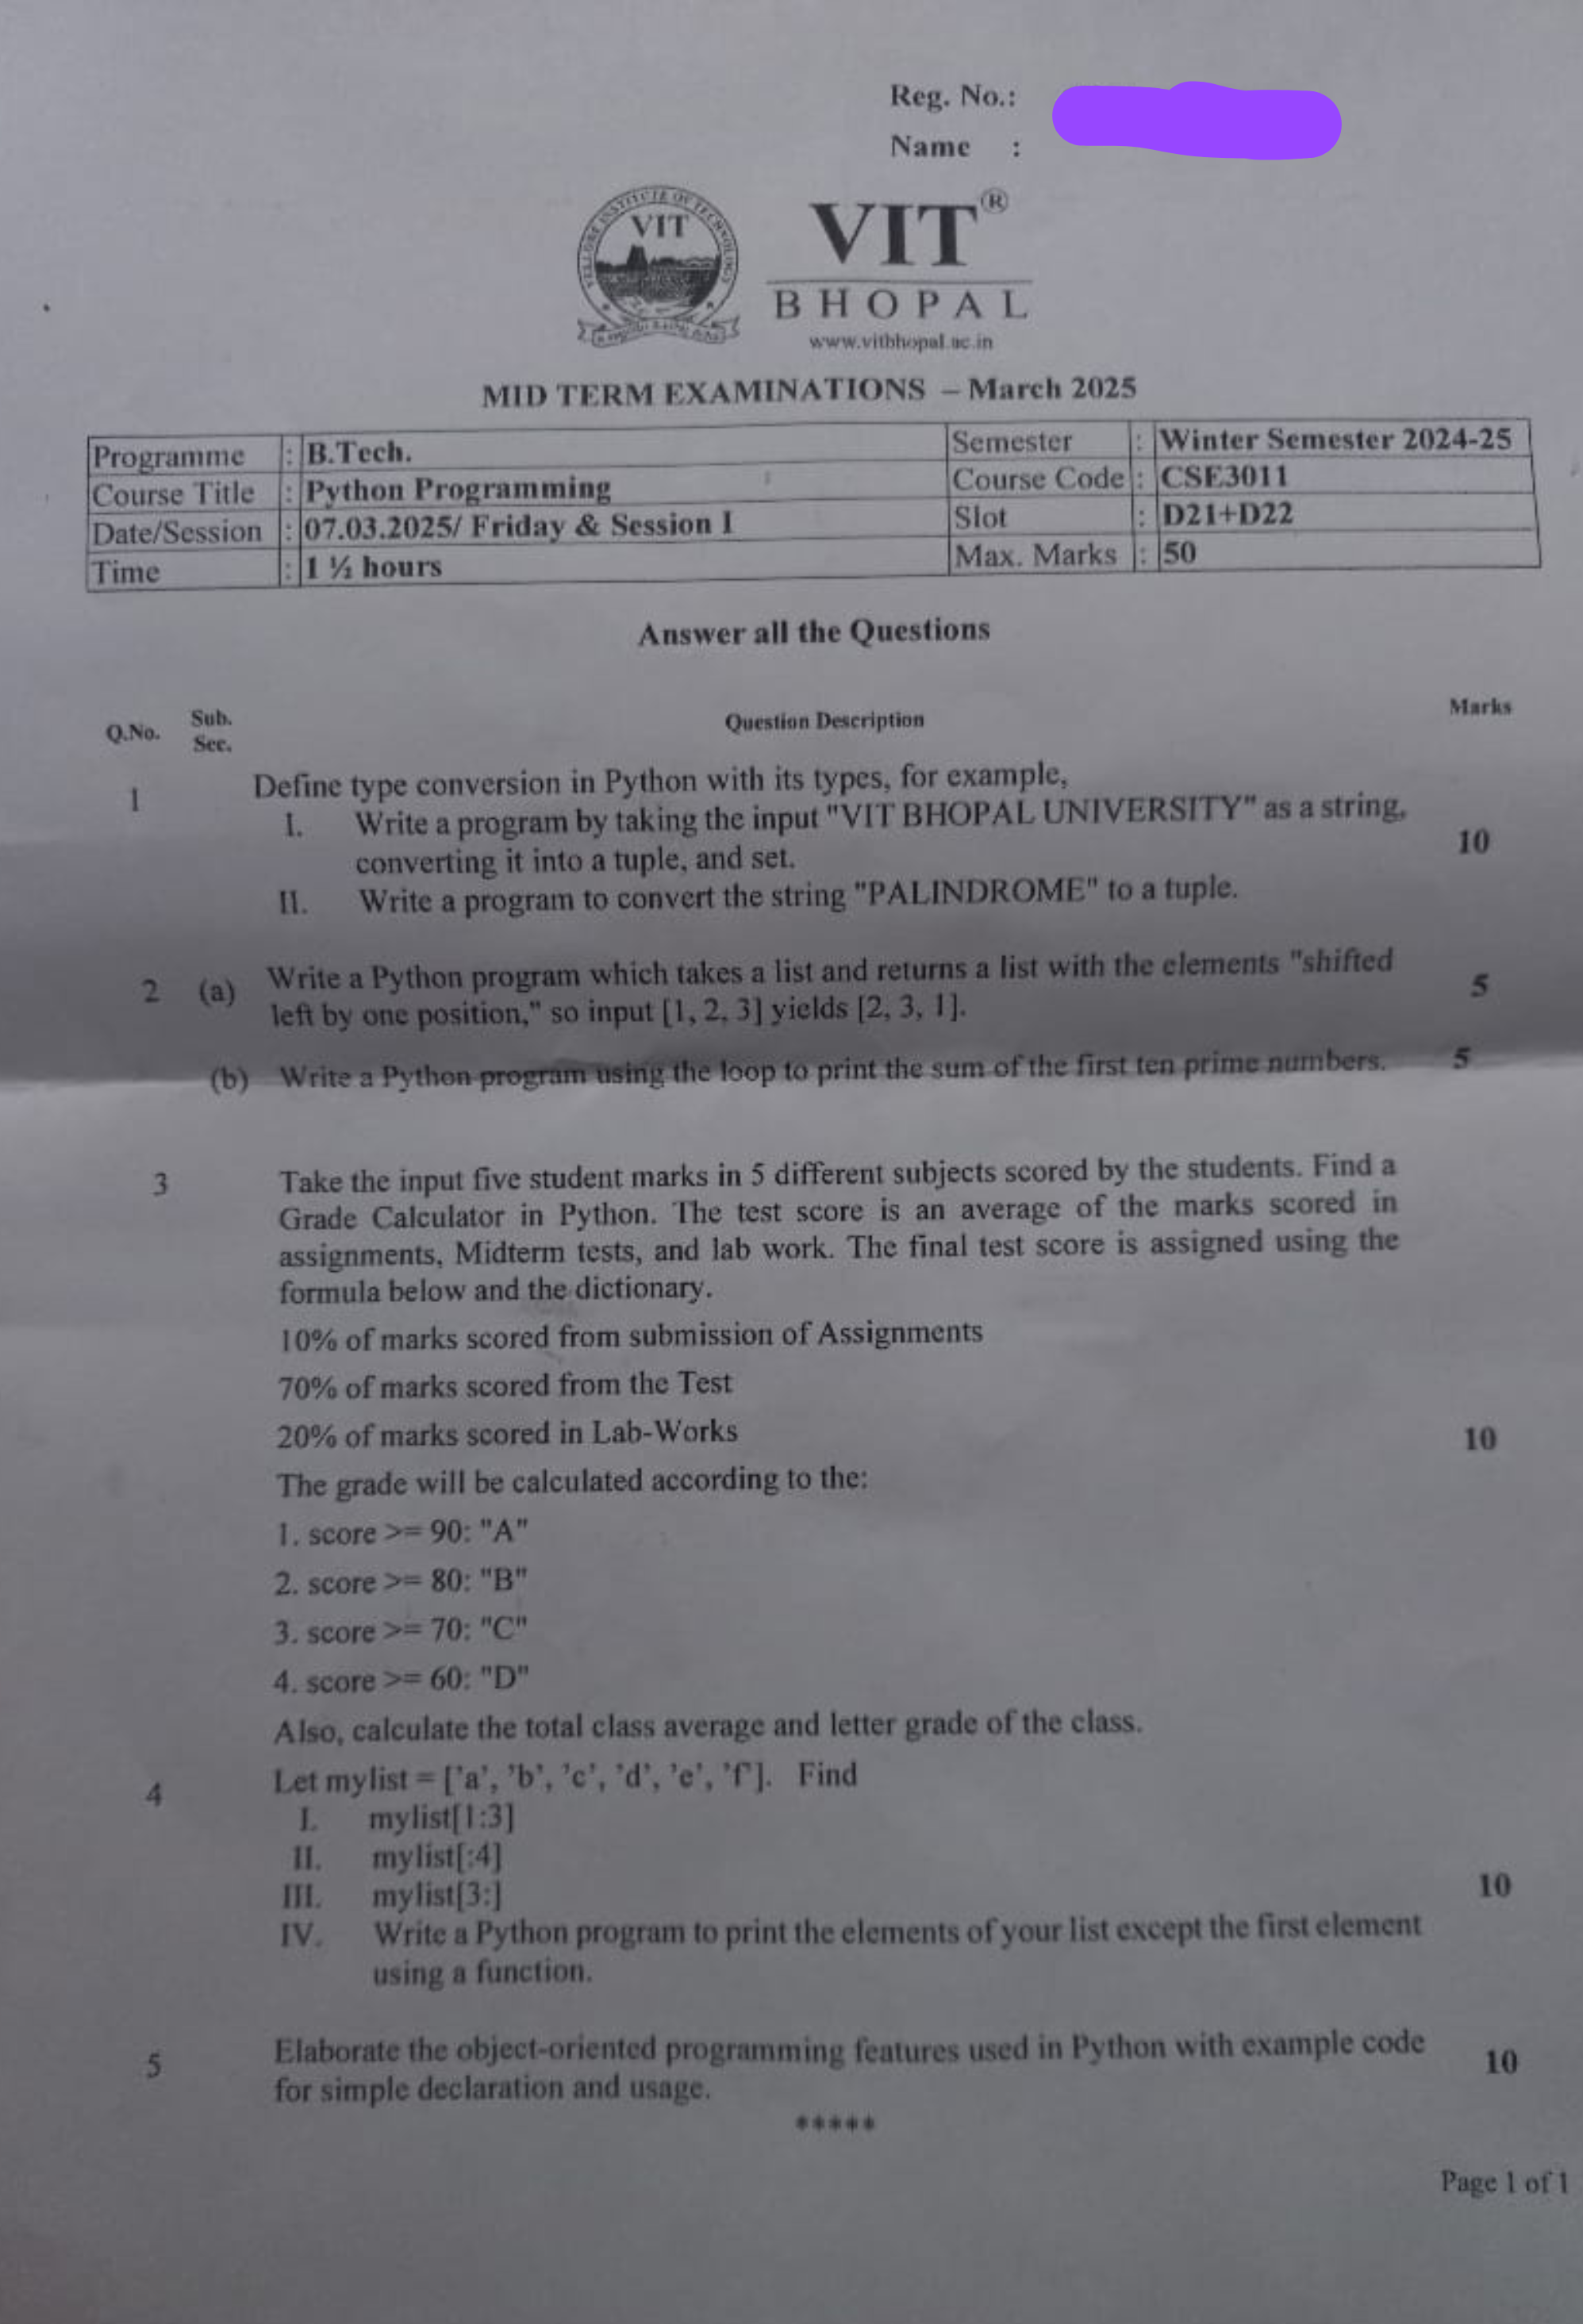 Reg. No.:
Name :
VELLORE INSTITUTE OF TECHNOLOGY
VIT
VIT®
BHOPAL
www.vitbhopal.ac.in
MID TERM EXAMINATIONS – March 2025
Programme : B.Tech. Semester : Winter Semester 2024-25
Course Title : Python Programming Course Code : CSE3011
Date/Session : 07.03.2025/ Friday & Session I Slot : D21+D22
Time : 1 ½ hours Max. Marks : 50
Answer all the Questions
Q.No. Sub. Sec. Question Description Marks
1 Define type conversion in Python with its types, for example,
I. Write a program by taking the input "VIT BHOPAL UNIVERSITY" as a string,
converting it into a tuple, and set. 10
II. Write a program to convert the string "PALINDROME" to a tuple.
2 (a) Write a Python program which takes a list and returns a list with the elements "shifted
left by one position," so input [1, 2, 3] yields [2, 3, 1]. 5
(b) Write a Python program using the loop to print the sum of the first ten prime numbers. 5
3 Take the input five student marks in 5 different subjects scored by the students. Find a
Grade Calculator in Python. The test score is an average of the marks scored in
assignments, Midterm tests, and lab work. The final test score is assigned using the
formula below and the dictionary.
10% of marks scored from submission of Assignments
70% of marks scored from the Test
20% of marks scored in Lab-Works 10
The grade will be calculated according to the:
1. score >= 90: "A"
2. score >= 80: "B"
3. score >= 70: "C"
4. score >= 60: "D"
Also, calculate the total class average and letter grade of the class.
4 Let mylist = ['a', 'b', 'c', 'd', 'e', 'f']. Find
I. mylist[1:3]
II. mylist[:4]
III. mylist[3:] 10
IV. Write a Python program to print the elements of your list except the first element
using a function.
5 Elaborate the object-oriented programming features used in Python with example code
for simple declaration and usage. 10
*****
Page 1 of 1